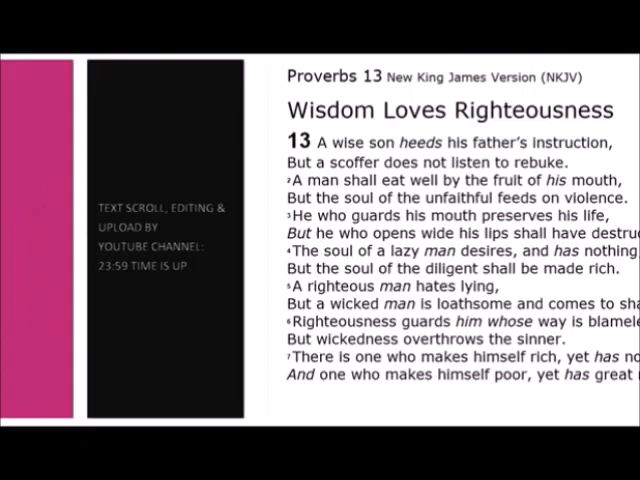 TEXT SCROLL, EDITING &
UPLOAD BY
YOUTUBE CHANNEL:
23:59 TIME IS UP
Proverbs 13 New King James Version (NKJV)
Wisdom Loves Righteousness
13 A wise son heeds his father’s instruction,
But a scoffer does not listen to rebuke.
2 A man shall eat well by the fruit of his mouth,
But the soul of the unfaithful feeds on violence.
3 He who guards his mouth preserves his life,
But he who opens wide his lips shall have
4 The soul of a lazy man desires, and has nothing;
But the soul of the diligent shall be made rich.
5 A righteous man hates lying,
But a wicked man is loathsome and comes to
6 Righteousness guards him whose way is
But wickedness overthrows the sinner.
7 There is one who makes himself rich, yet has
And one who makes himself poor, yet has great